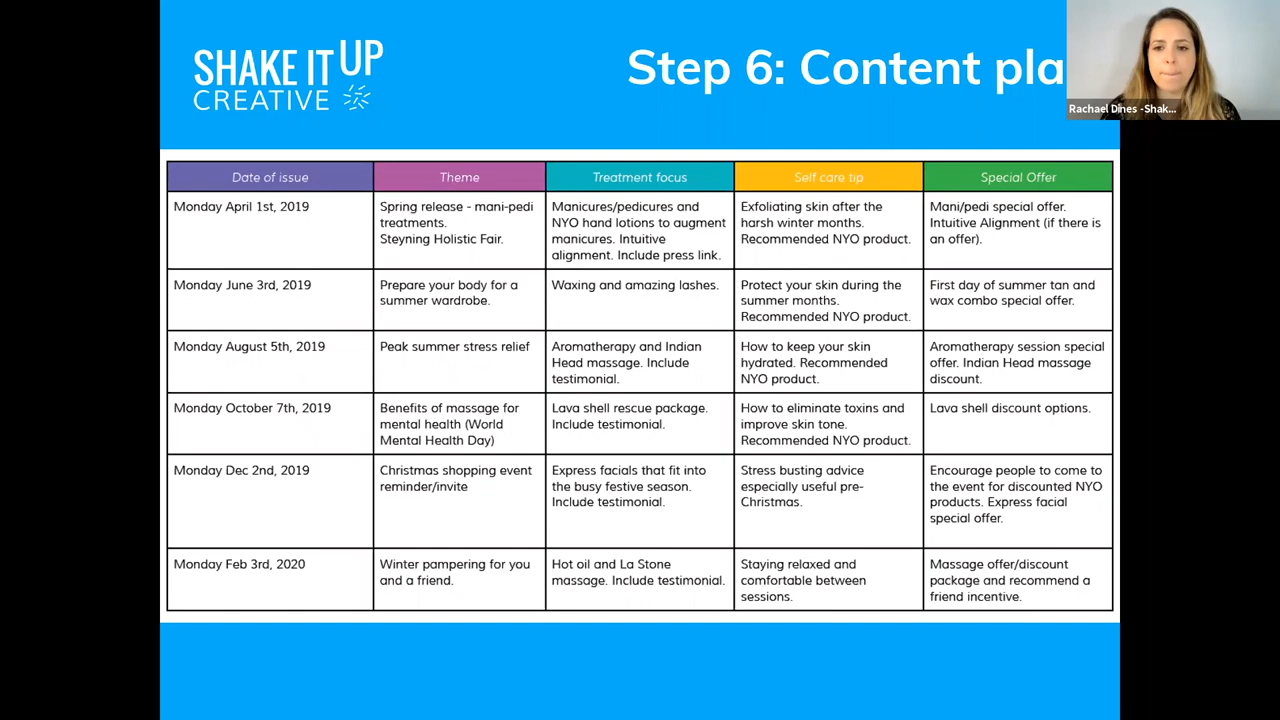 SHAKE IT UP
CREATIVE
Step 6: Content pla
Rachael Dines -Shak...
Date of issue
Theme
Treatment focus
Self care tip
Special Offer
Monday April 1st, 2019
Spring release - mani-pedi
treatments.
Steyning Holistic Fair.
Manicures/pedicures and
NYO hand lotions to augment
manicures. Intuitive
alignment. Include press link.
Exfoliating skin after the
harsh winter months.
Recommended NYO product.
Mani/pedi special offer.
Intuitive Alignment (if there is
an offer).
Monday June 3rd, 2019
Prepare your body for a
summer wardrobe.
Waxing and amazing lashes.
Protect your skin during the
summer months.
Recommended NYO product.
First day of summer tan and
wax combo special offer.
Monday August 5th, 2019
Peak summer stress relief
Aromatherapy and Indian
Head massage. Include
testimonial.
How to keep your skin
hydrated. Recommended
NYO product.
Aromatherapy session special
offer. Indian Head massage
discount.
Monday October 7th, 2019
Benefits of massage for
mental health (World
Mental Health Day)
Lava shell rescue package.
Include testimonial.
How to eliminate toxins and
improve skin tone.
Recommended NYO product.
Lava shell discount options.
Monday Dec 2nd, 2019
Christmas shopping event
reminder/invite
Express facials that fit into
the busy festive season.
Include testimonial.
Stress busting advice
especially useful pre-
Christmas.
Encourage people to come to
the event for discounted NYO
products. Express facial
special offer.
Monday Feb 3rd, 2020
Winter pampering for you
and a friend.
Hot oil and La Stone
massage. Include testimonial.
Staying relaxed and
comfortable between
sessions.
Massage offer/discount
package and recommend a
friend incentive.